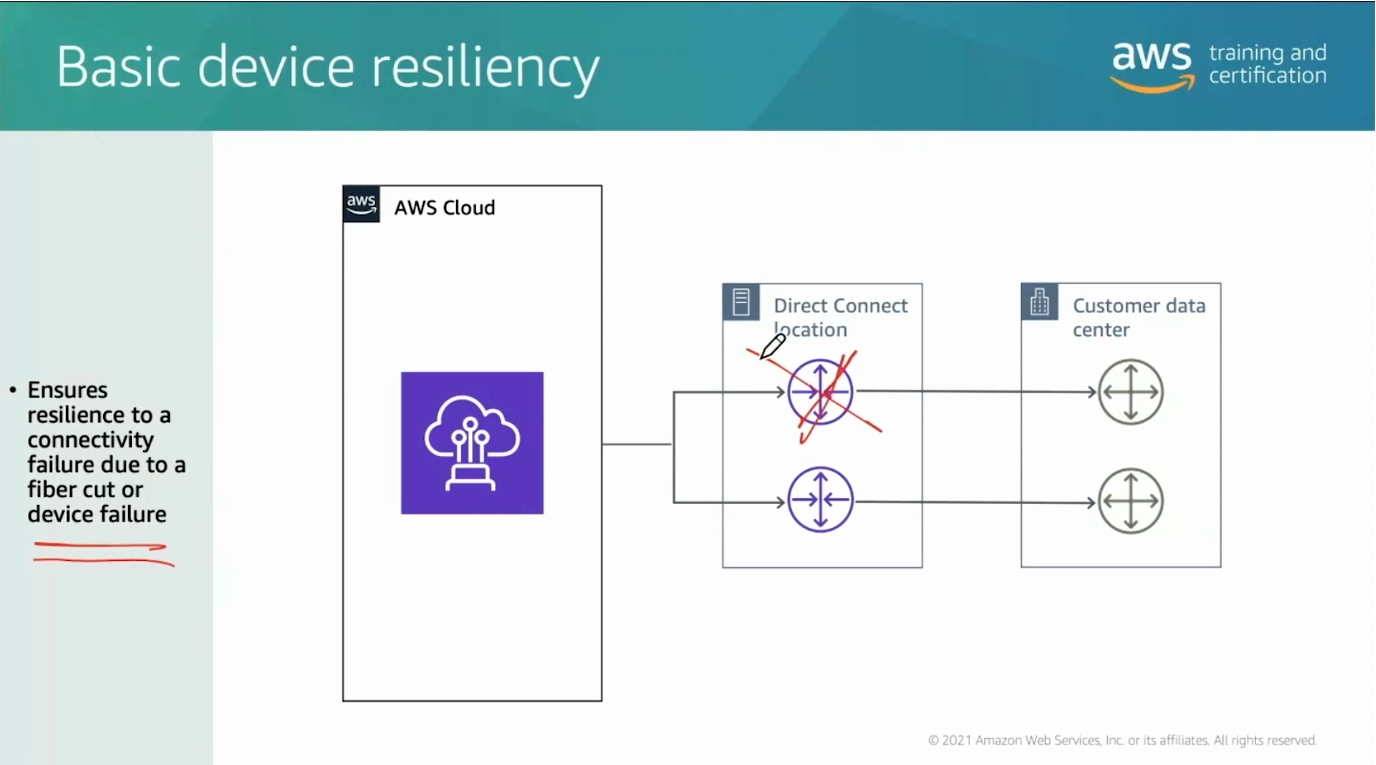 Basic device resiliency
aws training and
certification
aws
AWS Cloud
Direct Connect
location
Customer data
center
• Ensures
resilience to a
connectivity
failure due to a
fiber cut or
device failure
© 2021 Amazon Web Services, Inc. or its affiliates. All rights reserved.